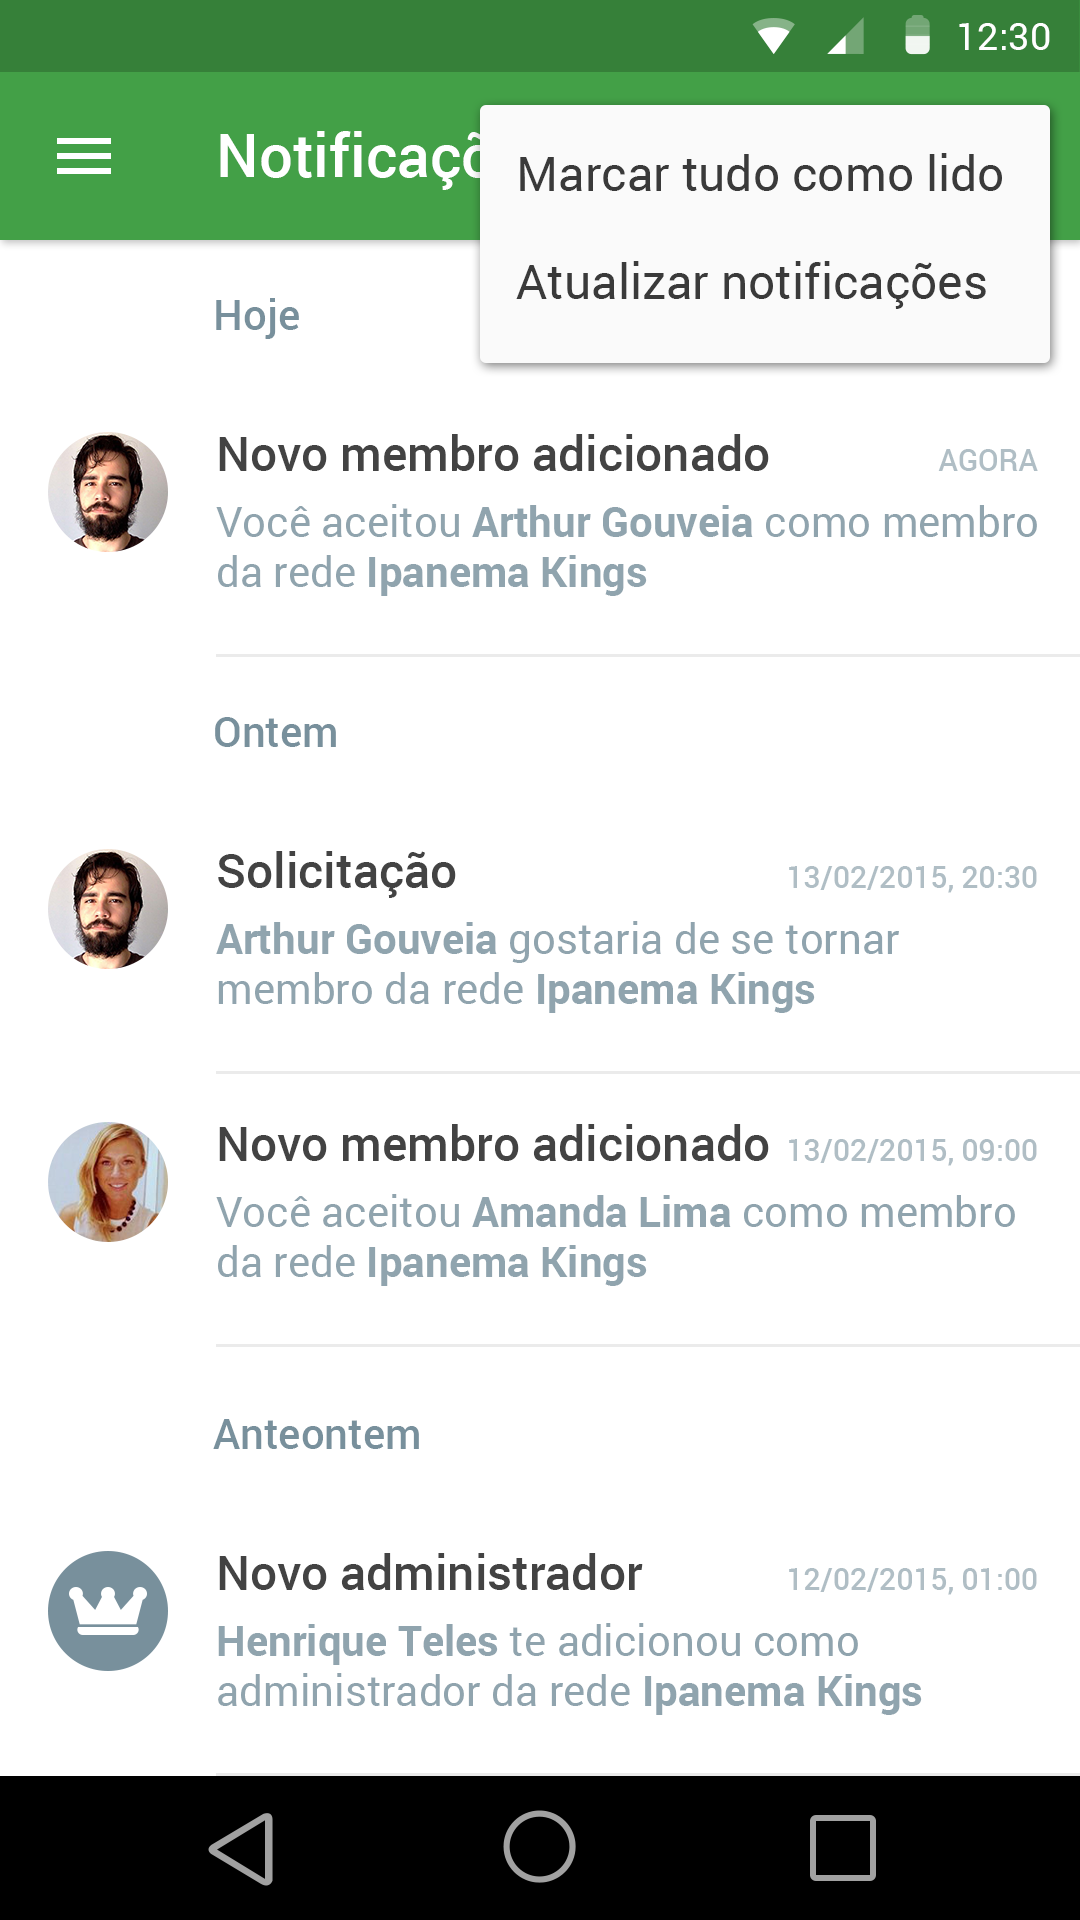 12:30
Notificaçõ
Marcar tudo como lido
Atualizar notificações
Hoje
Novo membro adicionado AGORA
Você aceitou Arthur Gouveia como membro
da rede Ipanema Kings
Ontem
Solicitação 13/02/2015, 20:30
Arthur Gouveia gostaria de se tornar
membro da rede Ipanema Kings
Novo membro adicionado 13/02/2015, 09:00
Você aceitou Amanda Lima como membro
da rede Ipanema Kings
Anteontem
Novo administrador 12/02/2015, 01:00
Henrique Teles te adicionou como
administrador da rede Ipanema Kings